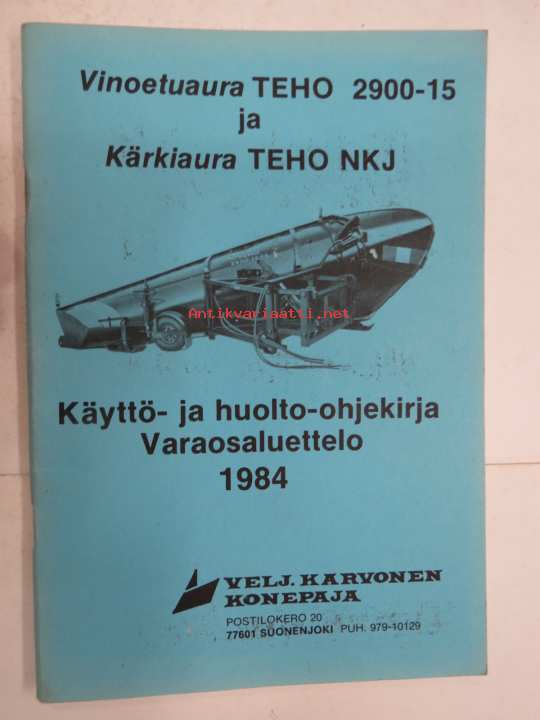 Vinoetuaura TEHO 2900-15
ja
Kärkiaura TEHO NKJ
Antikvariaatti.net
Käyttö- ja huolto-ohjekirja
Varaosaluettelo
1984
VELJ. KARVONEN
KONEPAJA
POSTILOKERO 20
77601 SUONENJOKI PUH. 979-10129